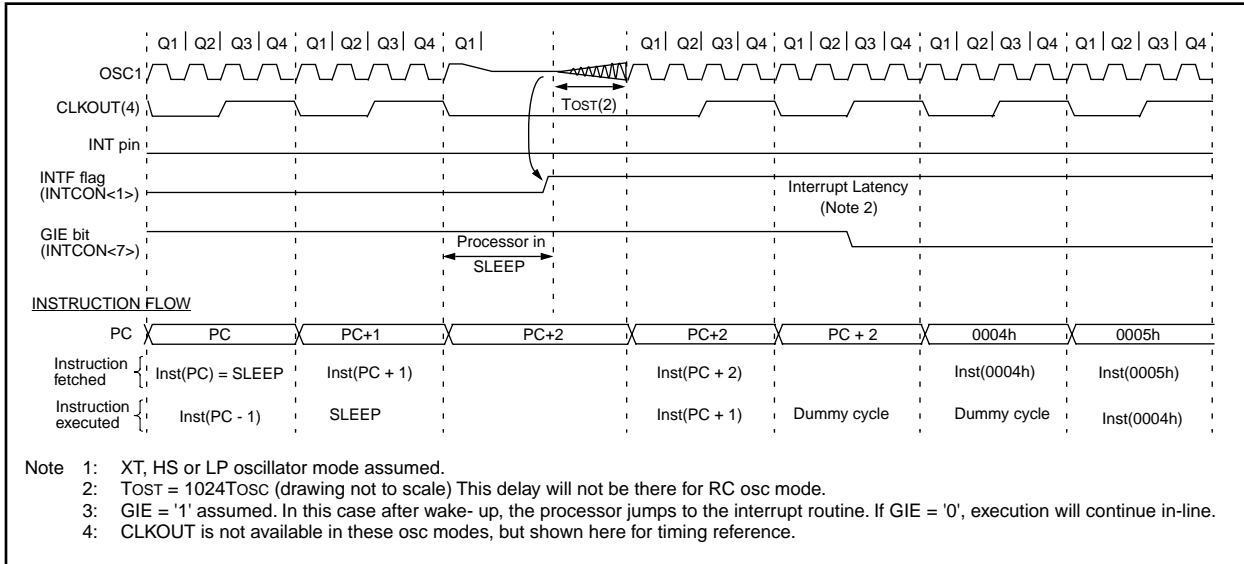 Q1 Q2 Q3 Q4 Q1 Q2 Q3 Q4 Q1 Q1 Q2 Q3 Q4 Q1 Q2 Q3 Q4 Q1 Q2 Q3 Q4 Q1 Q2 Q3 Q4
OSC1
TOST(2)
CLKOUT(4)
INT pin
INTF flag
(INTCON<1>)
Interrupt Latency
(Note 2)
GIE bit
(INTCON<7>)
Processor in
SLEEP
INSTRUCTION FLOW
PC PC PC+1 PC+2 PC+2 PC + 2 0004h 0005h
Instruction
fetched
Inst(PC) = SLEEP Inst(PC + 1) Inst(PC + 2) Inst(0004h) Inst(0005h)
Instruction
executed
Inst(PC - 1) SLEEP Inst(PC + 1) Dummy cycle Dummy cycle Inst(0004h)
Note 1: XT, HS or LP oscillator mode assumed.
2: TOST = 1024TOSC (drawing not to scale) This delay will not be there for RC osc mode.
3: GIE = '1' assumed. In this case after wake- up, the processor jumps to the interrupt routine. If GIE = '0', execution will continue in-line.
4: CLKOUT is not available in these osc modes, but shown here for timing reference.